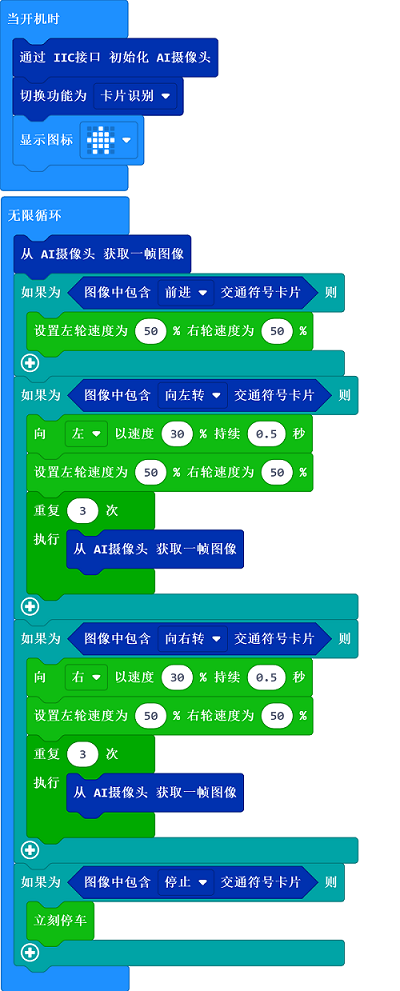 当开机时
通过 IIC接口 初始化 AI摄像头
切换功能为 卡片识别
显示图标
无限循环
从 AI摄像头 获取一帧图像
如果为 图像中包含 前进 交通符号卡片 则
设置左轮速度为 50 % 右轮速度为 50 %
如果为 图像中包含 向左转 交通符号卡片 则
向 左 以速度 30 % 持续 0.5 秒
设置左轮速度为 50 % 右轮速度为 50 %
重复 3 次
执行 从 AI摄像头 获取一帧图像
如果为 图像中包含 向右转 交通符号卡片 则
向 右 以速度 30 % 持续 0.5 秒
设置左轮速度为 50 % 右轮速度为 50 %
重复 3 次
执行 从 AI摄像头 获取一帧图像
如果为 图像中包含 停止 交通符号卡片 则
立刻停车